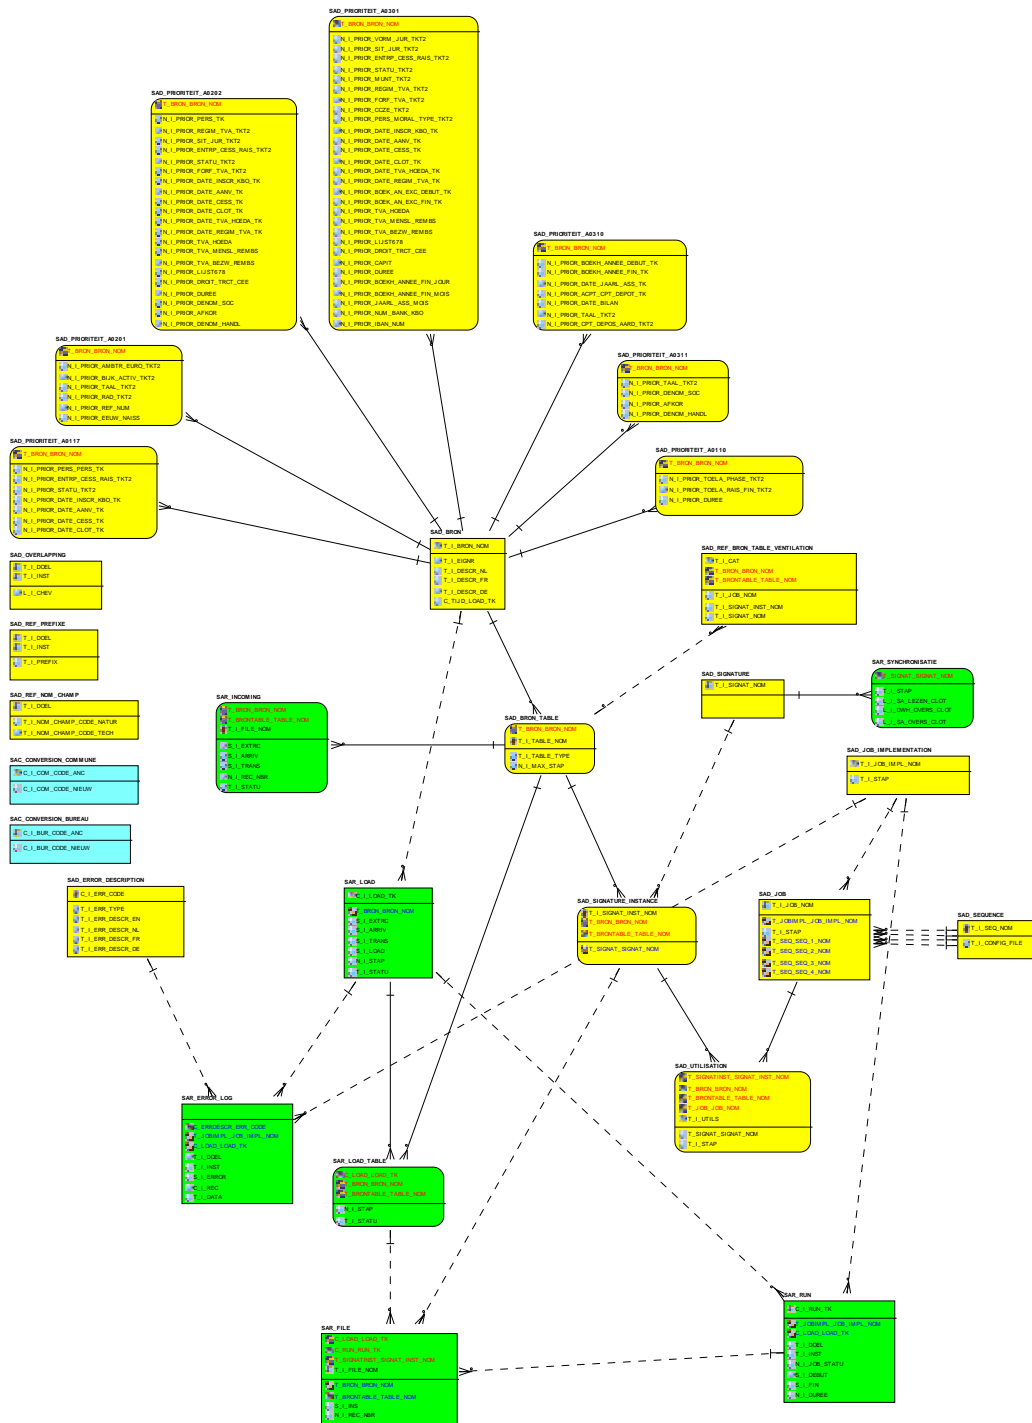 SAD_PRIORITEIT_A0301
T_BRON_BRON_NOM
N_I_PRIOR_VORM_JUR_TKT2
N_I_PRIOR_SIT_JUR_TKT2
N_I_PRIOR_ENTRP_CESS_RAIS_TKT2
N_I_PRIOR_STATU_TKT2
N_I_PRIOR_MUNT_TKT2
N_I_PRIOR_REGIM_TVA_TKT2
N_I_PRIOR_FORF_TVA_TKT2
N_I_PRIOR_CCZE_TKT2
N_I_PRIOR_PERS_MORAL_TYPE_TKT2
N_I_PRIOR_DATE_INSCR_KBO_TK
N_I_PRIOR_DATE_AANV_TK
N_I_PRIOR_DATE_CESS_TK
N_I_PRIOR_DATE_CLOT_TK
N_I_PRIOR_DATE_TVA_HOEDA_TK
N_I_PRIOR_DATE_REGIM_TVA_TK
N_I_PRIOR_BOEK_AN_EXC_DEBUT_TK
N_I_PRIOR_BOEK_AN_EXC_FIN_TK
N_I_PRIOR_TVA_HOEDA
N_I_PRIOR_TVA_MENSL_REMBS
N_I_PRIOR_TVA_BEZW_REMBS
N_I_PRIOR_LIJST678
N_I_PRIOR_DROIT_TRCT_CEE
N_I_PRIOR_CAPIT
N_I_PRIOR_DUREE
N_I_PRIOR_BOEKH_ANNEE_FIN_JOUR
N_I_PRIOR_BOEKH_ANNEE_FIN_MOIS
N_I_PRIOR_JAARL_ASS_MOIS
N_I_PRIOR_NUM_BANK_KBO
N_I_PRIOR_IBAN_NUM
SAD_PRIORITEIT_A0202
T_BRON_BRON_NOM
N_I_PRIOR_PERS_TK
N_I_PRIOR_REGIM_TVA_TKT2
N_I_PRIOR_SIT_JUR_TKT2
N_I_PRIOR_ENTRP_CESS_RAIS_TKT2
N_I_PRIOR_STATU_TKT2
N_I_PRIOR_FORF_TVA_TKT2
N_I_PRIOR_DATE_INSCR_KBO_TK
N_I_PRIOR_DATE_AANV_TK
N_I_PRIOR_DATE_CESS_TK
N_I_PRIOR_DATE_CLOT_TK
N_I_PRIOR_DATE_TVA_HOEDA_TK
N_I_PRIOR_DATE_REGIM_TVA_TK
N_I_PRIOR_TVA_HOEDA
N_I_PRIOR_TVA_MENSL_REMBS
N_I_PRIOR_TVA_BEZW_REMBS
N_I_PRIOR_LIJST678
N_I_PRIOR_DROIT_TRCT_CEE
N_I_PRIOR_DUREE
N_I_PRIOR_DENOM_SOC
N_I_PRIOR_AFKOR
N_I_PRIOR_DENOM_HANDL
SAD_PRIORITEIT_A0310
T_BRON_BRON_NOM
N_I_PRIOR_BOEKH_ANNEE_DEBUT_TK
N_I_PRIOR_BOEKH_ANNEE_FIN_TK
N_I_PRIOR_DATE_JAARL_ASS_TK
N_I_PRIOR_ACPT_CPT_DEPOT_TK
N_I_PRIOR_DATE_BILAN
N_I_PRIOR_TAAL_TKT2
N_I_PRIOR_CPT_DEPOS_AARD_TKT2
SAD_PRIORITEIT_A0201
T_BRON_BRON_NOM
N_I_PRIOR_AMBTR_EURO_TKT2
N_I_PRIOR_BIJK_ACTIV_TKT2
N_I_PRIOR_TAAL_TKT2
N_I_PRIOR_RAD_TKT2
N_I_PRIOR_REF_NUM
N_I_PRIOR_EEUW_NAISS
SAD_PRIORITEIT_A0311
T_BRON_BRON_NOM
N_I_PRIOR_TAAL_TKT2
N_I_PRIOR_DENOM_SOC
N_I_PRIOR_AFKOR
N_I_PRIOR_DENOM_HANDL
SAD_PRIORITEIT_A0117
T_BRON_BRON_NOM
N_I_PRIOR_PERS_PERS_TK
N_I_PRIOR_ENTRP_CESS_RAIS_TKT2
N_I_PRIOR_STATU_TKT2
N_I_PRIOR_DATE_INSCR_KBO_TK
N_I_PRIOR_DATE_AANV_TK
N_I_PRIOR_DATE_CESS_TK
N_I_PRIOR_DATE_CLOT_TK
SAD_PRIORITEIT_A0110
T_BRON_BRON_NOM
N_I_PRIOR_TOELA_PHASE_TKT2
N_I_PRIOR_TOELA_RAIS_FIN_TKT2
N_I_PRIOR_DUREE
SAD_BRON
T_I_BRON_NOM
T_I_EIGNR
T_I_DESCR_NL
T_I_DESCR_FR
T_I_DESCR_DE
C_TIJD_LOAD_TK
SAD_OVERLAPPING
T_I_DOEL
T_I_INST
L_I_CHEV
SAD_REF_BRON_TABLE_VENTILATION
T_I_CAT
T_BRON_BRON_NOM
T_BRONTABLE_TABLE_NOM
T_I_JOB_NOM
T_I_SIGNAT_INST_NOM
T_I_SIGNAT_NOM
SAD_REF_PREFIXE
T_I_DOEL
T_I_INST
T_I_PREFIX
SAD_REF_NOM_CHAMP
T_I_DOEL
T_I_NOM_CHAMP_CODE_NATUR
T_I_NOM_CHAMP_CODE_TECH
SAR_INCOMING
T_BRON_BRON_NOM
T_BRONTABLE_TABLE_NOM
T_I_FILE_NOM
S_I_EXTRC
S_I_ARRIV
S_I_TRANS
N_I_REC_NBR
T_I_STATU
SAD_BRON_TABLE
T_BRON_BRON_NOM
T_I_TABLE_NOM
T_I_TABLE_TYPE
N_I_MAX_STAP
SAD_SIGNATURE
T_I_SIGNAT_NOM
SAR_SYNCHRONISATIE
T_SIGNAT_SIGNAT_NOM
T_I_STAP
L_I_SA_LEZEN_CLOT
L_I_DWH_OVERS_CLOT
L_I_SA_OVERS_CLOT
SAD_JOB_IMPLEMENTATION
T_I_JOB_IMPL_NOM
T_I_STAP
SAC_CONVERSION_COMMUNE
C_I_COM_CODE_ANC
C_I_COM_CODE_NIEUW
SAC_CONVERSION_BUREAU
C_I_BUR_CODE_ANC
C_I_BUR_CODE_NIEUW
SAD_ERROR_DESCRIPTION
C_I_ERR_CODE
T_I_ERR_TYPE
T_I_ERR_DESCR_EN
T_I_ERR_DESCR_NL
T_I_ERR_DESCR_FR
T_I_ERR_DESCR_DE
SAR_LOAD
C_I_LOAD_TK
T_BRON_BRON_NOM
S_I_EXTRC
S_I_ARRIV
S_I_TRANS
S_I_LOAD
N_I_STAP
T_I_STATU
SAD_SIGNATURE_INSTANCE
T_I_SIGNAT_INST_NOM
T_BRON_BRON_NOM
T_BRONTABLE_TABLE_NOM
T_SIGNAT_SIGNAT_NOM
SAD_JOB
T_I_JOB_NOM
T_JOBIMPL_JOB_IMPL_NOM
T_I_STAP
T_SEQ_SEQ_1_NOM
T_SEQ_SEQ_2_NOM
T_SEQ_SEQ_3_NOM
T_SEQ_SEQ_4_NOM
SAD_SEQUENCE
T_I_SEQ_NOM
T_I_CONFIG_FILE
SAD_UTILISATION
T_SIGNATINST_SIGNAT_INST_NOM
T_BRON_BRON_NOM
T_BRONTABLE_TABLE_NOM
T_JOB_JOB_NOM
T_I_UTILS
T_SIGNAT_SIGNAT_NOM
T_I_STAP
SAR_ERROR_LOG
C_ERRDESCR_ERR_CODE
T_JOBIMPL_JOB_IMPL_NOM
C_LOAD_LOAD_TK
T_I_DOEL
T_I_INST
S_I_ERROR
C_I_REC
T_I_DATA
SAR_LOAD_TABLE
C_LOAD_LOAD_TK
T_BRON_BRON_NOM
T_BRONTABLE_TABLE_NOM
N_I_STAP
T_I_STATU
SAR_RUN
C_I_RUN_TK
T_JOBIMPL_JOB_IMPL_NOM
C_LOAD_LOAD_TK
T_I_DOEL
T_I_INST
N_I_JOB_STATU
S_I_DEBUT
S_I_FIN
N_I_DUREE
SAR_FILE
C_LOAD_LOAD_TK
C_RUN_RUN_TK
T_SIGNATINST_SIGNAT_INST_NOM
T_I_FILE_NOM
T_BRON_BRON_NOM
T_BRONTABLE_TABLE_NOM
S_I_INS
N_I_REC_NBR